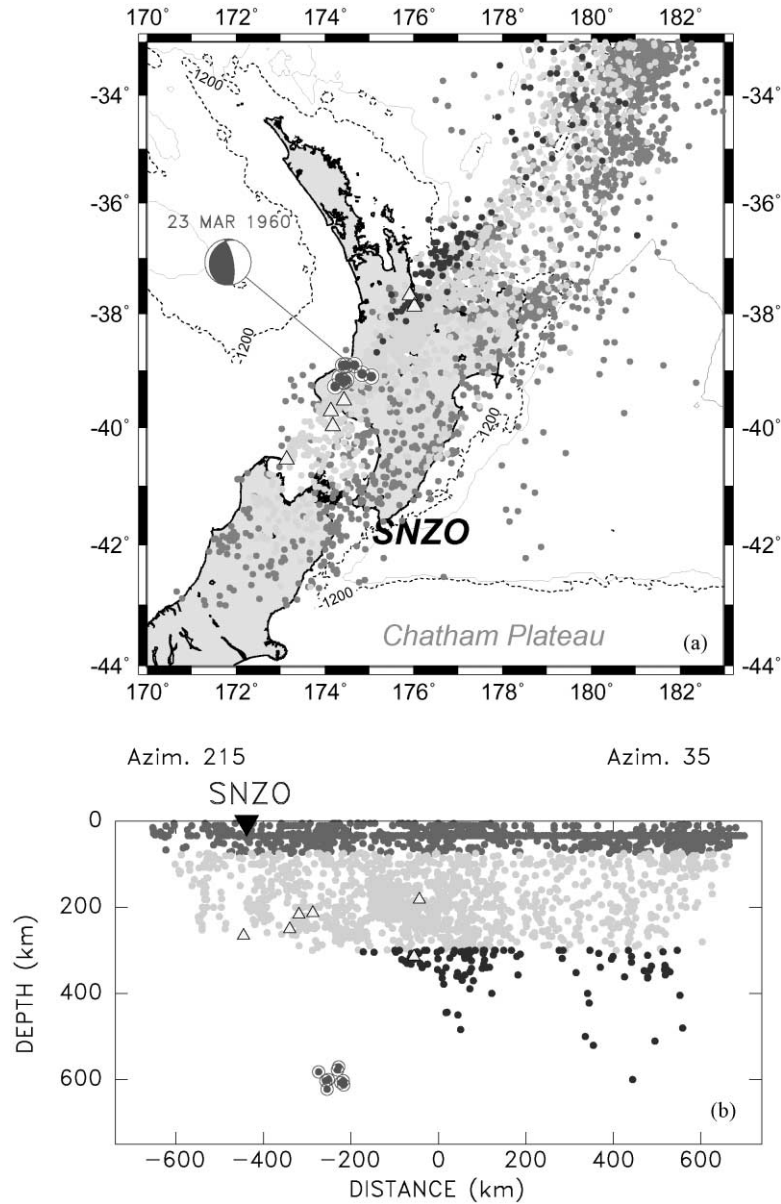 170˚ 172˚ 174˚ 176˚ 178˚ 180˚ 182˚
-34˚ -34˚
-1200
-36˚ -36˚
23 MAR 1960
-38˚ -38˚
-1200
-40˚ -40˚
-1200
SNZO
-42˚ -42˚
-1200
Chatham Plateau (a)
-44˚ -44˚
170˚ 172˚ 174˚ 176˚ 178˚ 180˚ 182˚
Azim. 215 Azim. 35
SNZO
0
200
400
600
DEPTH (km)
(b)
−600 −400 −200 0 200 400 600
DISTANCE (km)